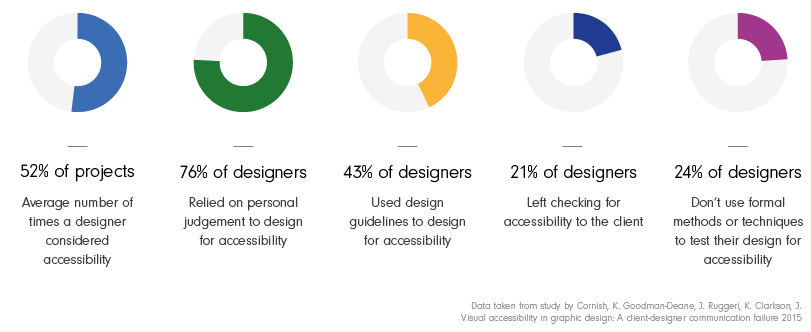 52% of projects
Average number of
times a designer
considered
accessibility
76% of designers
Relied on personal
judgement to design
for accessibility
43% of designers
Used design
guidelines to design
for accessibility
21% of designers
Left checking for
accessibility to the client
24% of designers
Don't use formal
methods or techniques
to test their design for
accessibility
Data taken from study by Cornish, K. Goodman-Deane, J. Ruggeri, K. Clarkson, J.
Visual accessibility in graphic design: A client-designer communication failure 2015